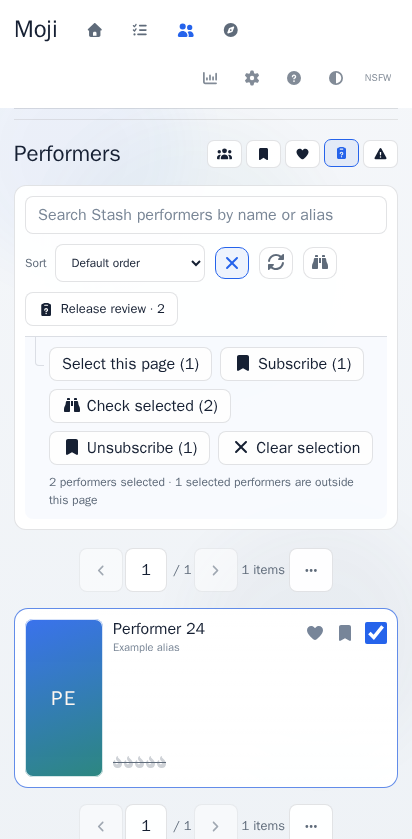 Moji
NSFW
Performers
Search Stash performers by name or alias
Sort Default order
Release review · 2
Select this page (1) Subscribe (1)
Check selected (2)
Unsubscribe (1) Clear selection
2 performers selected · 1 selected performers are outside
this page
1 / 1 1 items ...
Performer 24
Example alias
PE
1 / 1 1 items ...